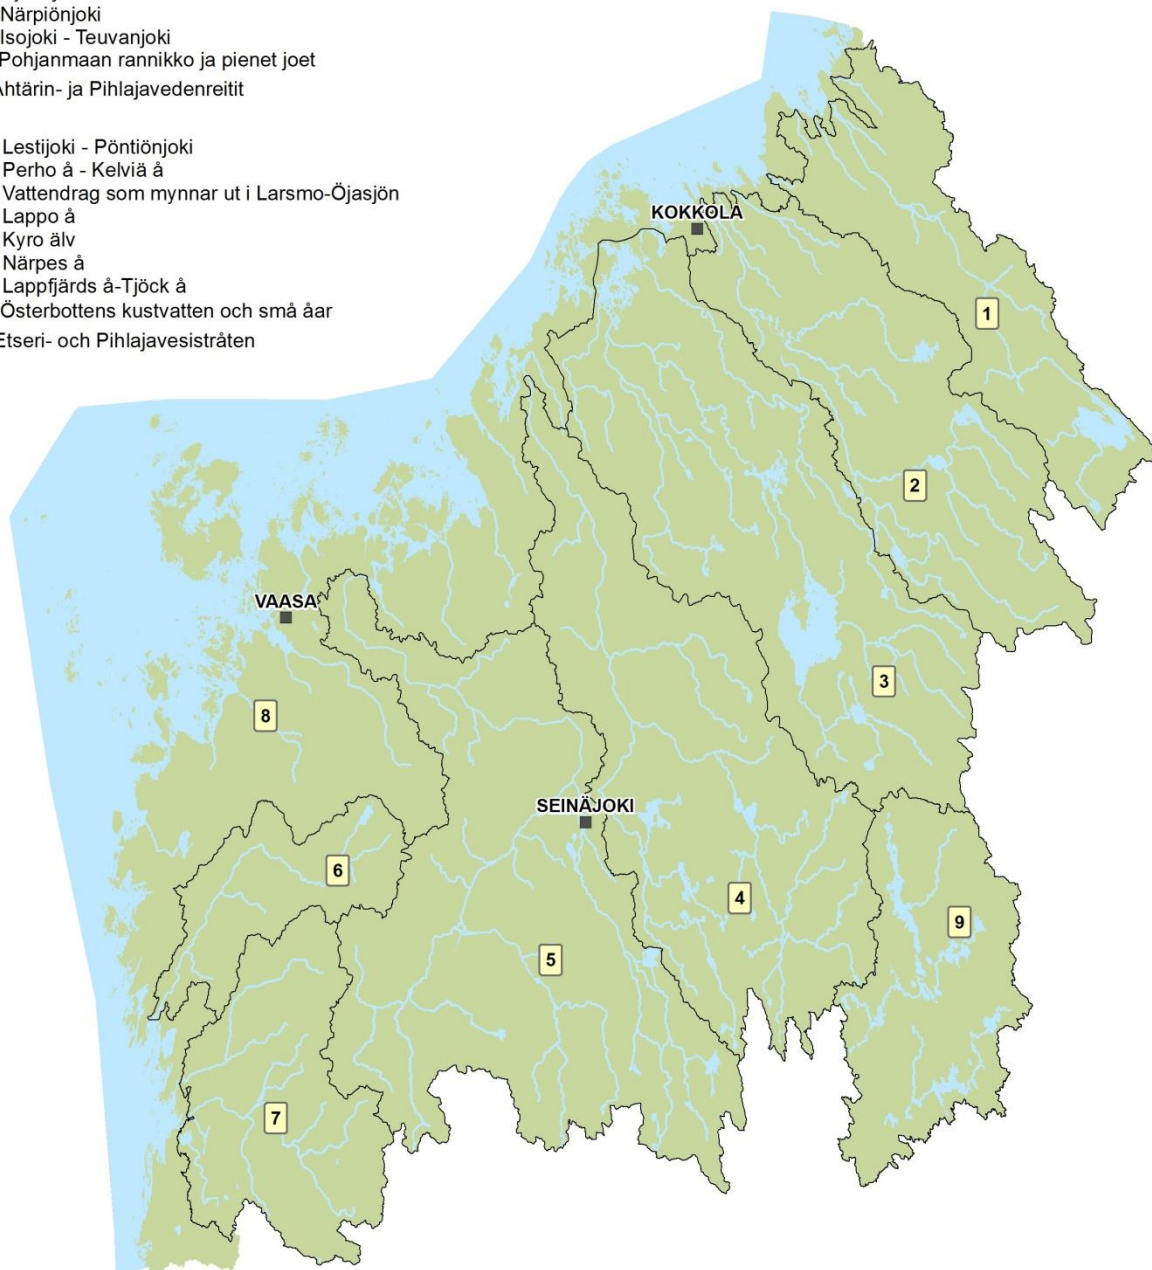 Närpiönjoki
Isojoki - Teuvanjoki
Pohjanmaan rannikko ja pienet joet
htärin- ja Pihlajavedenreitit
Lestijoki - Pöntiönjoki
Perho å - Kelviä å
Vattendrag som mynnar ut i Larsmo-Öjasjön
Lappo å
Kyro älv
Närpes å
Lappfjärds å-Tjöck å
Österbottens kustvatten och små åar
Etseri- och Pihlajavesistråten
KOKKOLA
1
2
VAASA
3
8
SEINÄJOKI
6
4
9
5
7